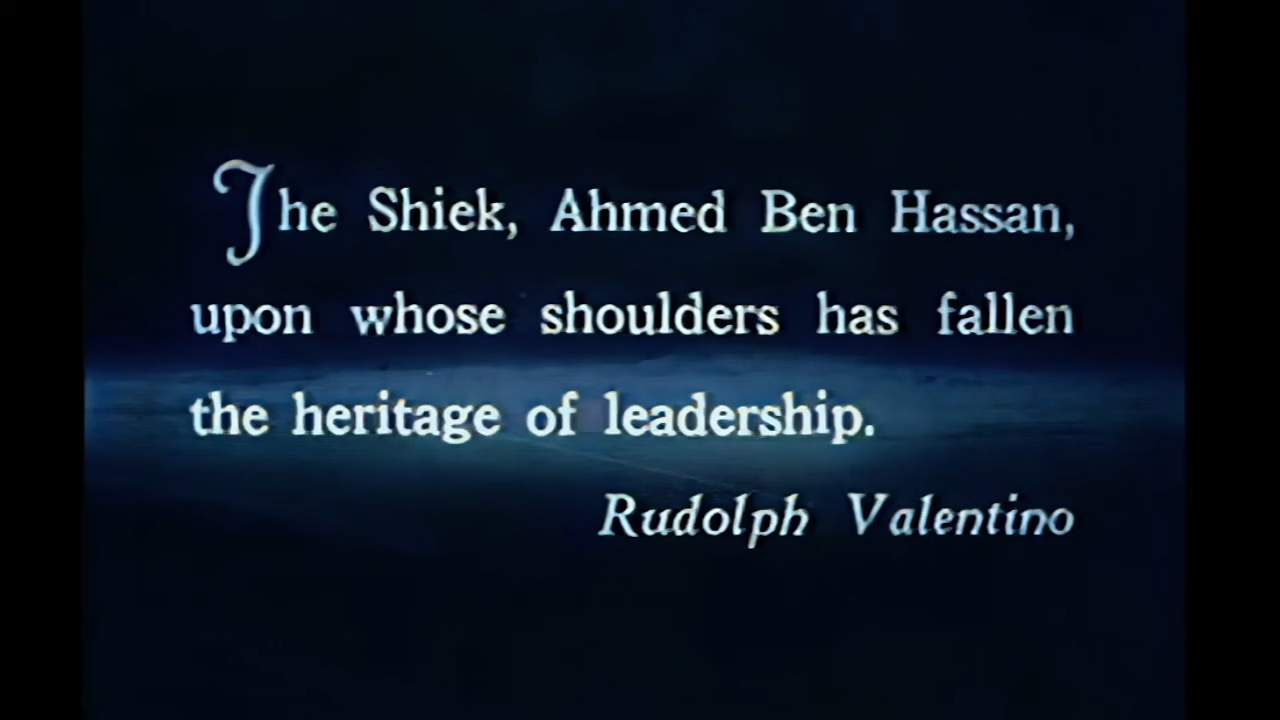 The Shiek, Ahmed Ben Hassan,
upon whose shoulders has fallen
the heritage of leadership.
Rudolph Valentino